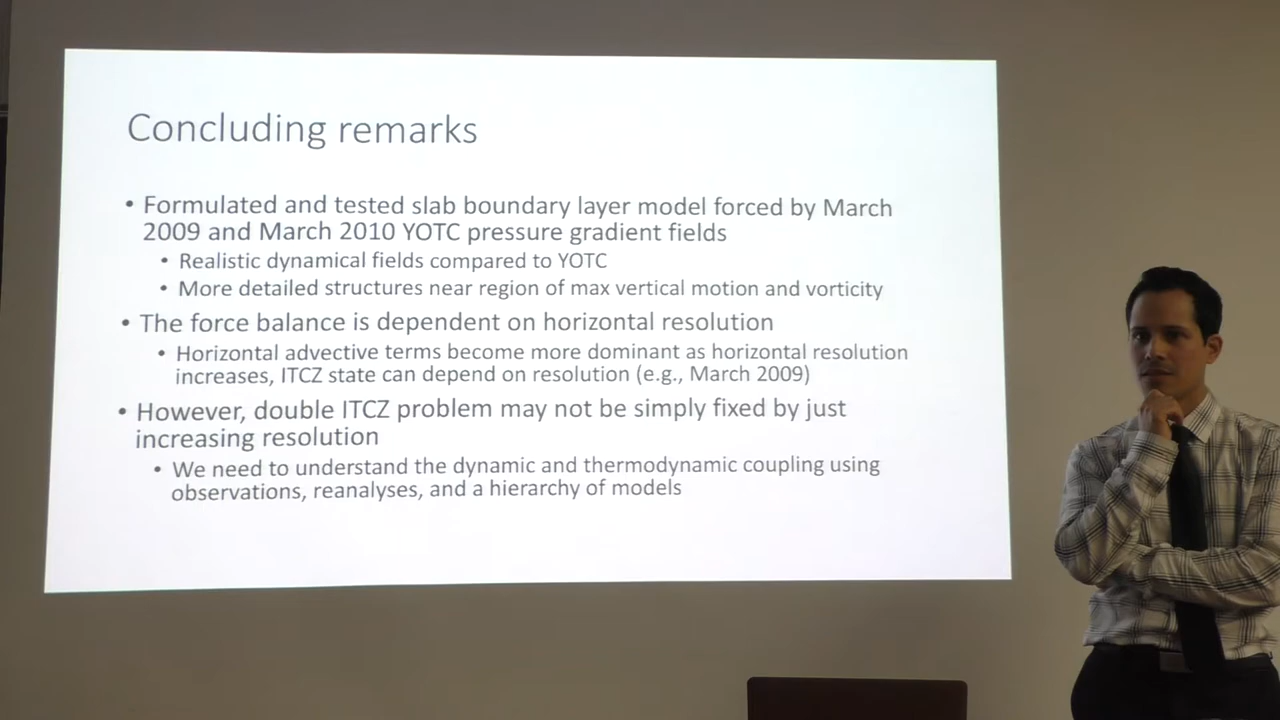 Concluding remarks
• Formulated and tested slab boundary layer model forced by March
2009 and March 2010 YOTC pressure gradient fields
• Realistic dynamical fields compared to YOTC
• More detailed structures near region of max vertical motion and vorticity
• The force balance is dependent on horizontal resolution
• Horizontal advective terms become more dominant as horizontal resolution
increases, ITCZ state can depend on resolution (e.g., March 2009)
• However, double ITCZ problem may not be simply fixed by just
increasing resolution
• We need to understand the dynamic and thermodynamic coupling using
observations, reanalyses, and a hierarchy of models